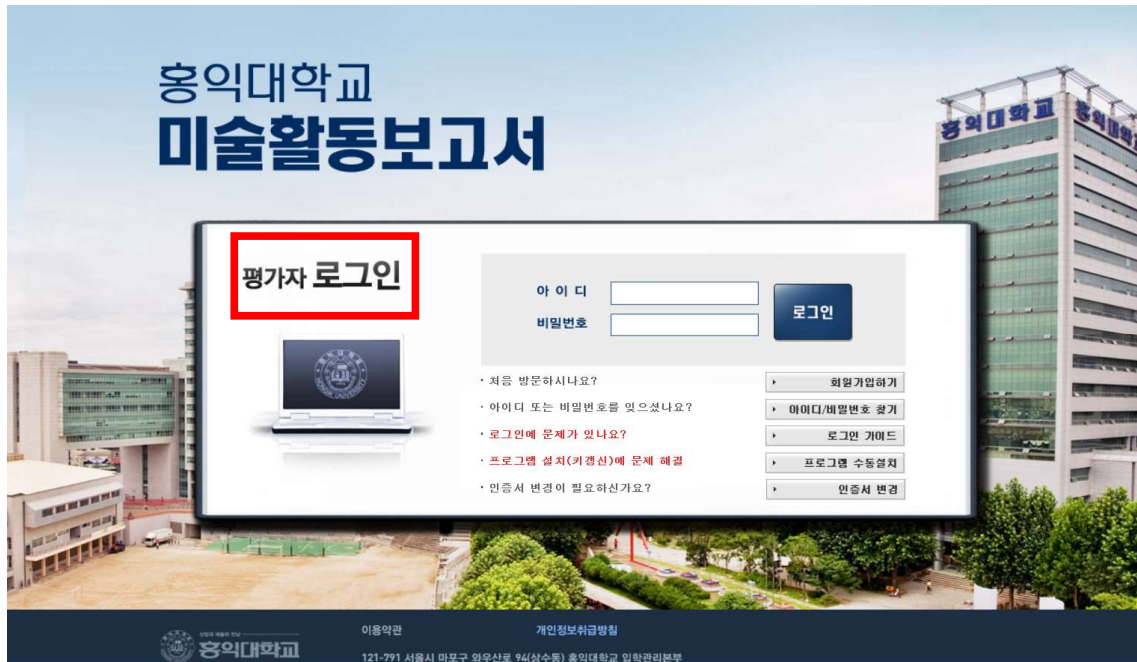 홍익대학교
미술활동보고서
홍익대학교
평가자 로그인
아 이 디
비밀번호
로그인
· 처음 방문하시나요?
회원가입하기
· 아이디 또는 비밀번호를 잊으셨나요?
아이디/비밀번호 찾기
· 로그인에 문제가 있나요?
로그인 가이드
· 프로그램 설치(키갱신)에 문제 해결
프로그램 수동설치
· 인증서 변경이 필요하신가요?
인증서 변경
이용약관
개인정보취급방침
홍익대학교
121-791 서울시 마포구 와우산로 94(상수동) 홍익대학교 입학관리본부